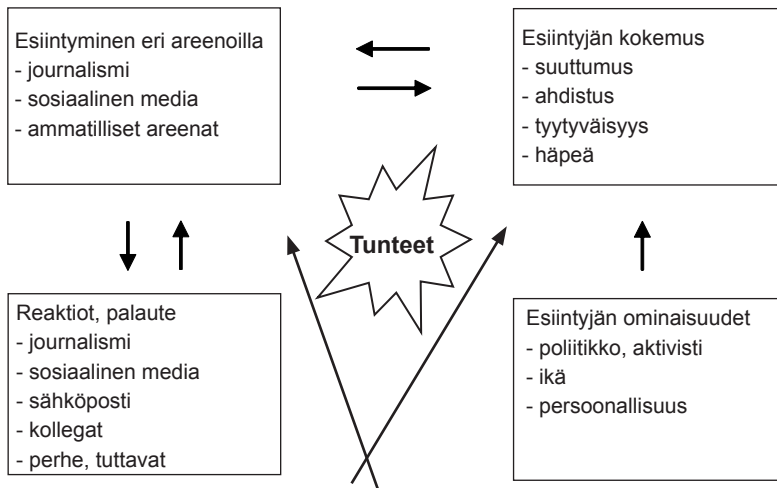 Esiintyminen eri areenoilla
- journalismi
- sosiaalinen media
- ammatilliset areenat
Esiintyjän kokemus
- suuttumus
- ahdistus
- tyytyväisyys
- häpeä
Tunteet
Reaktiot, palaute
- journalismi
- sosiaalinen media
- sähköposti
- kollegat
- perhe, tuttavat
Esiintyjän ominaisuudet
- poliitikko, aktivisti
- ikä
- persoonallisuus